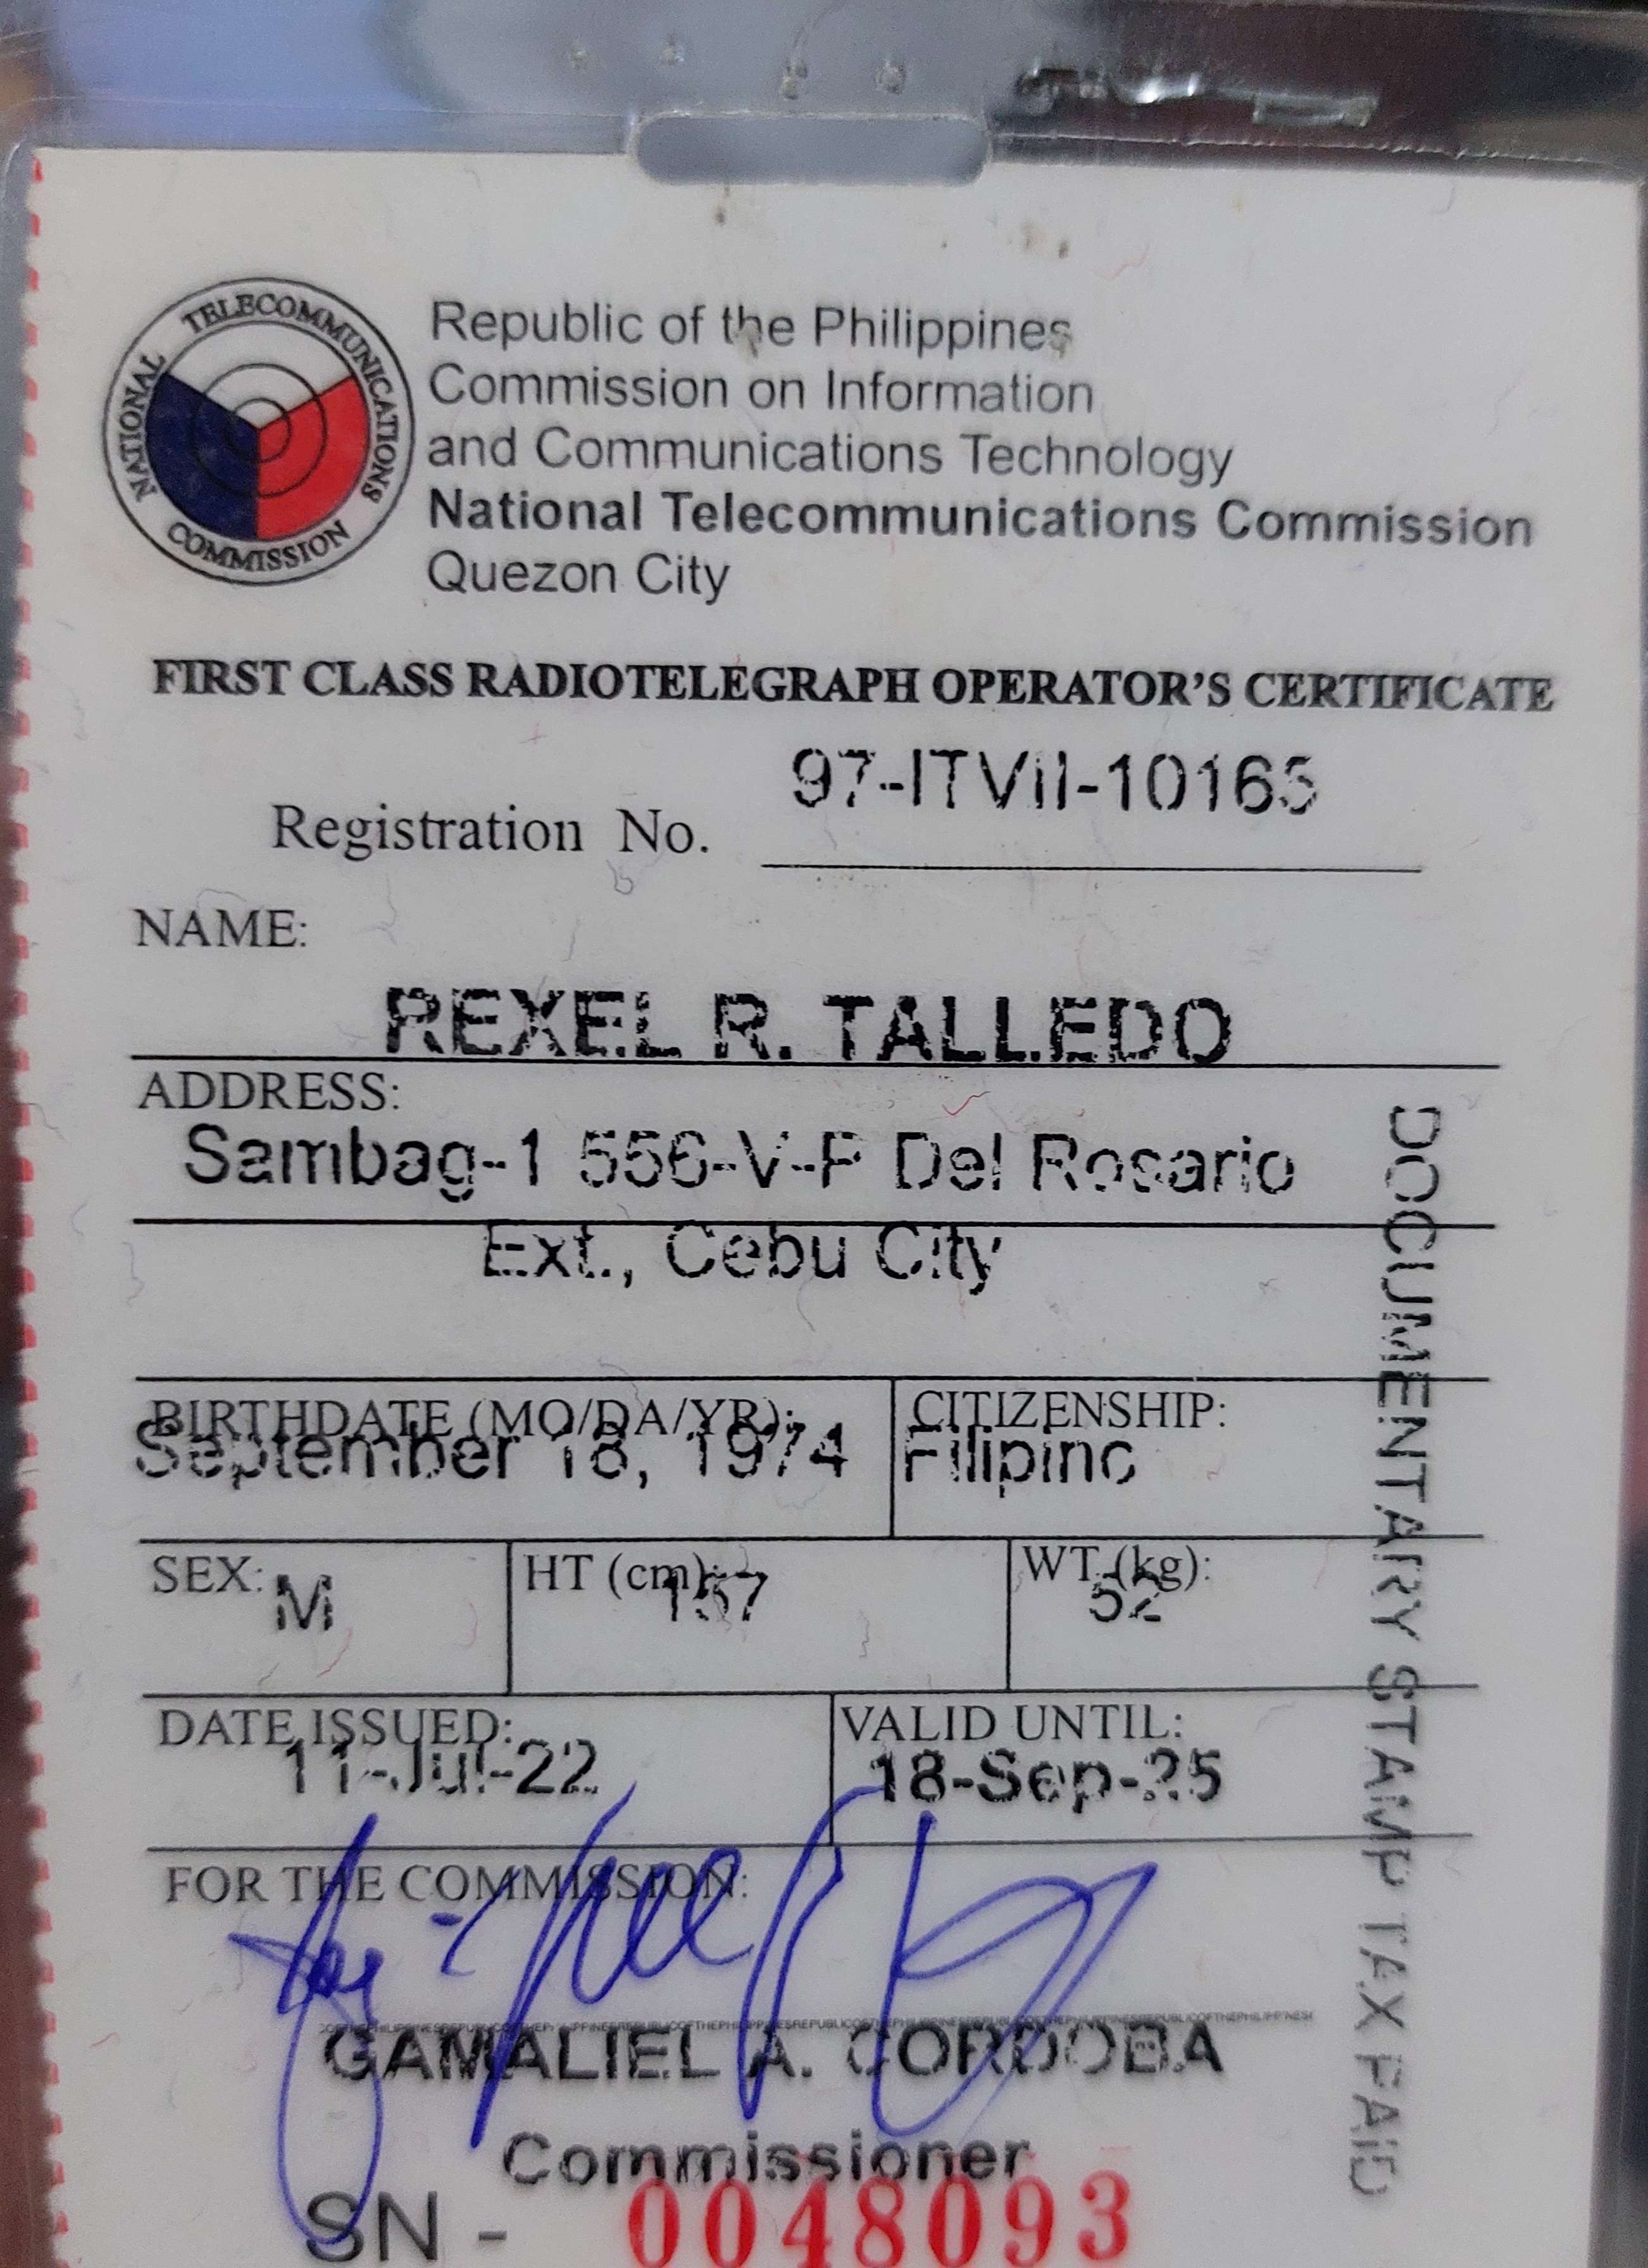 NATIONAL TELECOMMUNICATIONS COMMISSION
Republic of the Philippines
Commission on Information
and Communications Technology
National Telecommunications Commission
Quezon City
FIRST CLASS RADIOTELEGRAPH OPERATOR'S CERTIFICATE
Registration No. 97-ITVII-10165
NAME:
REXEL R. TALLEDO
ADDRESS:
Sambag-1 556-V-F Del Rosario
Ext., Cebu City
BIRTHDATE (MO/DA/YR): CITIZENSHIP:
September 18, 1974 Filipino
SEX: M HT (cm): 157 WT (kg): 52
DATE ISSUED: VALID UNTIL:
11-Jul-22 18-Sep-25
FOR THE COMMISSION:
GAMALIEL A. CORDOBA
Commissioner
SN - 0048093
DOCUMENTARY STAMP TAX PAID